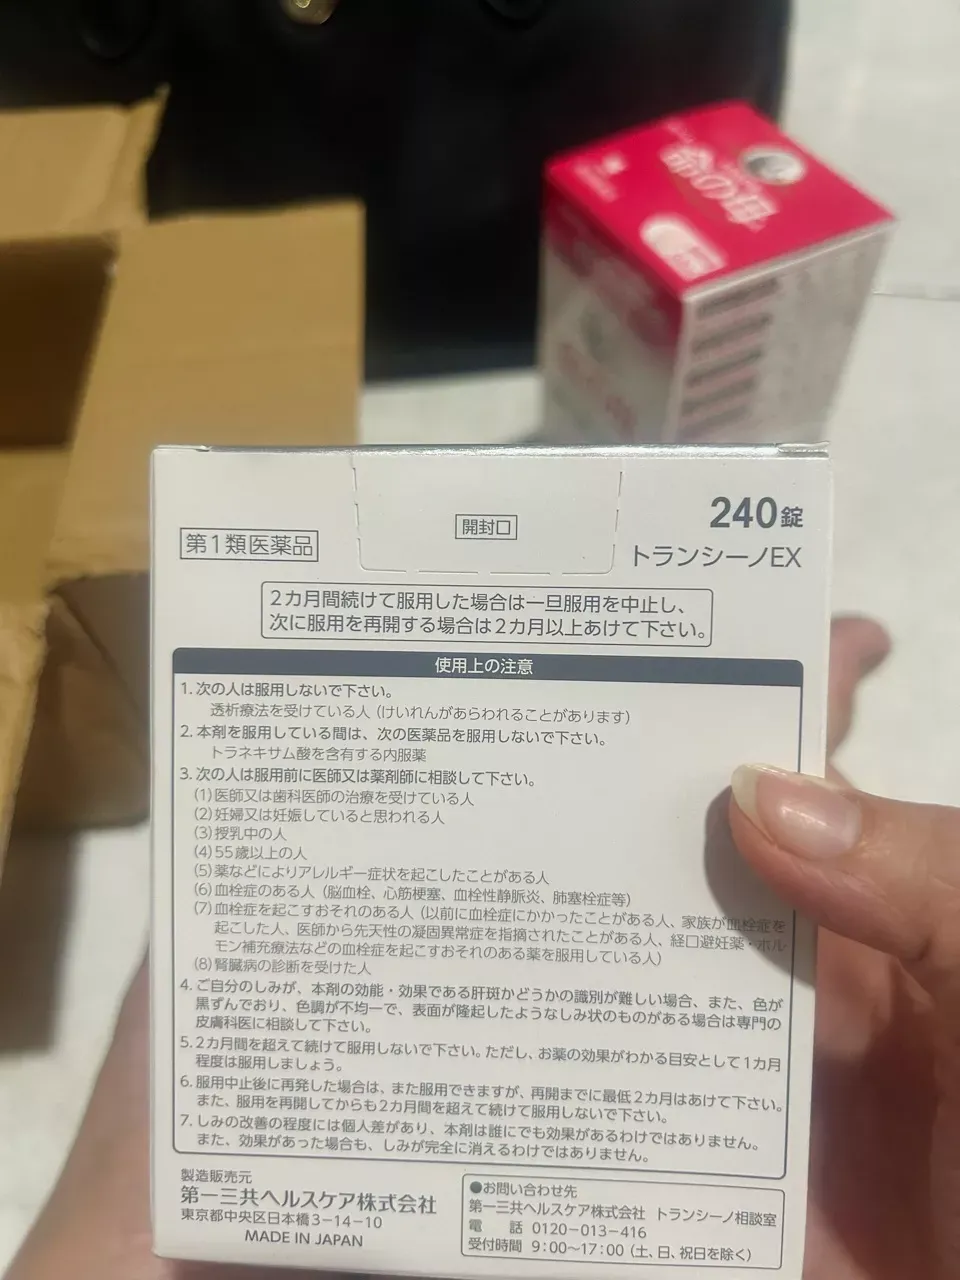 命の母
240錠
第1類医薬品
開封口
トランシーノEX
2カ月間続けて服用した場合は一旦服用を中止し、
次に服用を再開する場合は2カ月以上あけて下さい。
使用上の注意
1. 次の人は服用しないで下さい。
透析療法を受けている人（けいれんがあらわれることがあります）
2. 本剤を服用している間は、次の医薬品を服用しないで下さい。
トラネキサム酸を含有する内服薬
3. 次の人は服用前に医師又は薬剤師に相談して下さい。
(1)医師又は歯科医師の治療を受けている人
(2)妊婦又は妊娠していると思われる人
(3)授乳中の人
(4)55歳以上の人
(5)薬などによりアレルギー症状を起こしたことがある人
(6)血栓症のある人（脳血栓、心筋梗塞、血栓性静脈炎、肺塞栓症等）
(7)血栓症を起こすおそれのある人（以前に血栓症にかかったことがある人、家族が血栓症を
起こした人、医師から先天性の凝固異常症を指摘されたことがある人、経口避妊薬・ホル
モン補充療法などの血栓症を起こすおそれのある薬を服用している人）
(8)腎臓病の診断を受けた人
4. ご自分のしみが、本剤の効能・効果である肝斑かどうかの識別が難しい場合、また、色が
黒ずんでおり、色調が不均一で、表面が隆起したようなしみ状のものがある場合は専門の
皮膚科医に相談して下さい。
5. 2カ月間を超えて続けて服用しないで下さい。ただし、お薬の効果がわかる目安として1カ月
程度は服用しましょう。
6. 服用中止後に再発した場合は、また服用できますが、再開までに最低2カ月はあけて下さい。
また、服用を再開してからも2カ月間を超えて続けて服用しないで下さい。
7. しみの改善の程度には個人差があり、本剤は誰にでも効果があるわけではありません。
また、効果があった場合も、しみが完全に消えるわけではありません。
製造販売元
第一三共ヘルスケア株式会社
東京都中央区日本橋3-14-10
MADE IN JAPAN
●お問い合わせ先
第一三共ヘルスケア株式会社 トランシーノ相談室
電 話 0120-013-416
受付時間 9:00〜17:00（土、日、祝日を除く）